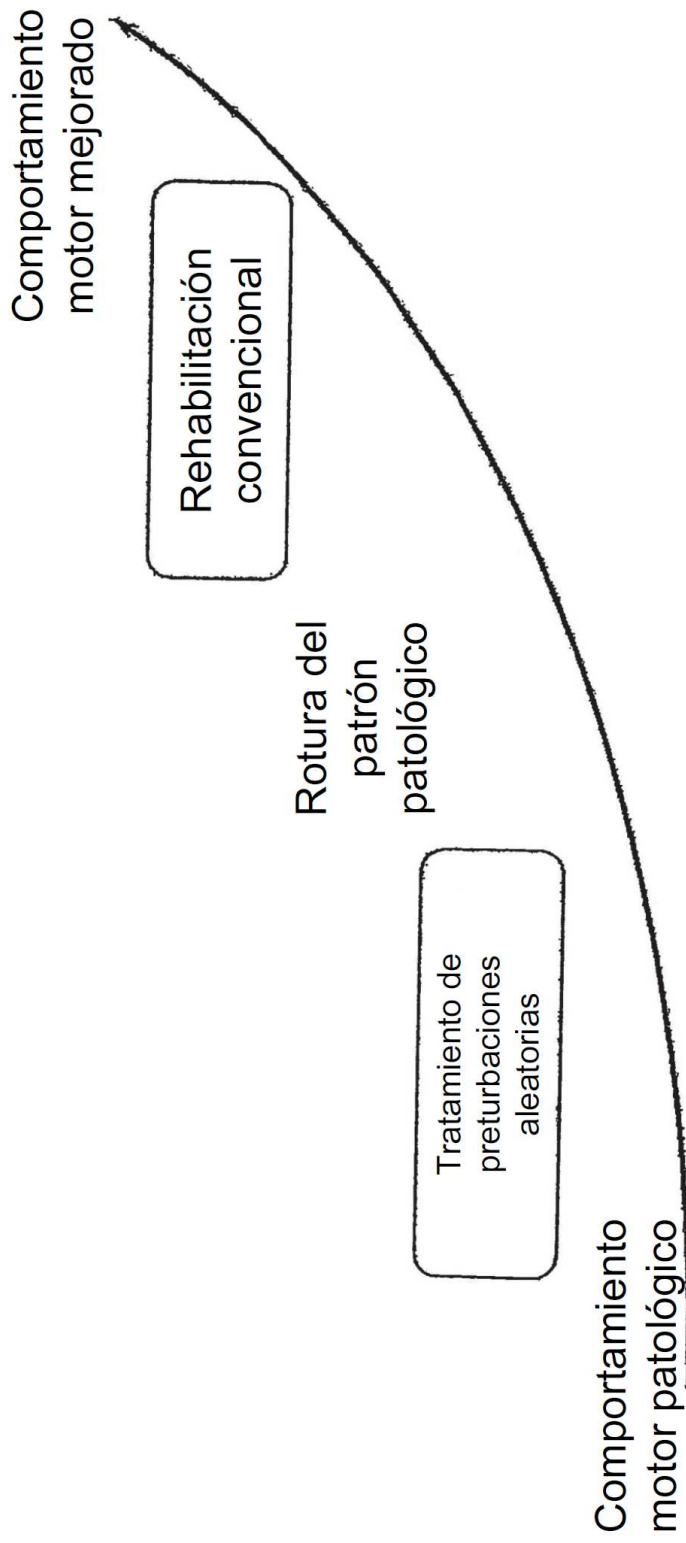 Comportamiento
motor mejorado
Rehabilitación
convencional
Rotura del
patrón
patológico
Tratamiento de
preturbaciones
aleatorias
Comportamiento
motor patológico